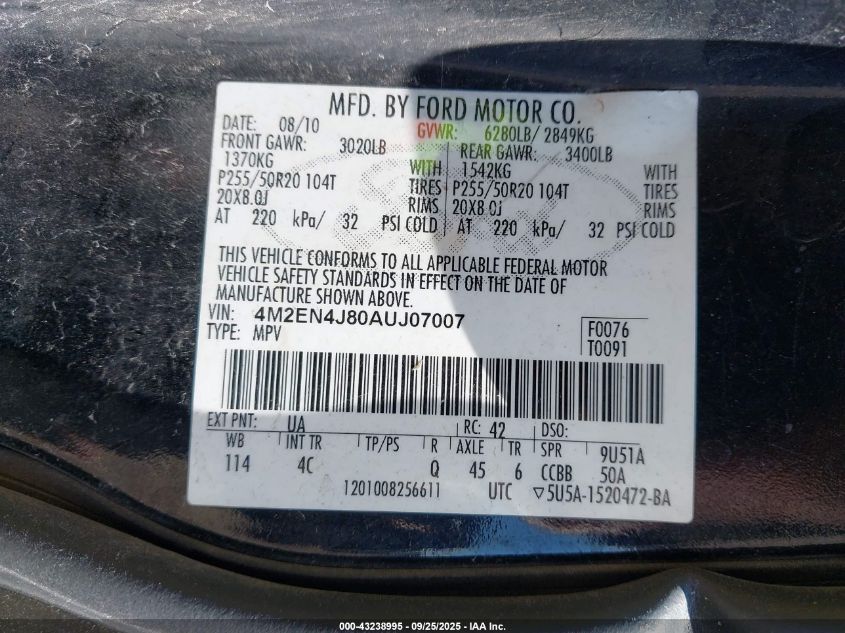 MFD. BY FORD MOTOR CO.
DATE: 08/10 GVWR: 6280LB/ 2849KG
FRONT GAWR: 3020LB REAR GAWR: 3400LB
1370KG WITH 1542KG WITH
P255/50R20 104T TIRES P255/50R20 104T TIRES
20X8.0J RIMS 20X8.0J RIMS
AT 220 kPa/ 32 PSI COLD AT 220 kPa/ 32 PSI COLD
THIS VEHICLE CONFORMS TO ALL APPLICABLE FEDERAL MOTOR
VEHICLE SAFETY STANDARDS IN EFFECT ON THE DATE OF
MANUFACTURE SHOWN ABOVE.
VIN: 4M2EN4J80AUJ07007 F0076
TYPE: MPV T0091
EXT PNT: UA RC: 42 DSO:
WB INT TR TP/PS R AXLE TR SPR 9U51A
114 4C Q 45 6 CCBB 50A
1201008256611 UTC ▽5U5A-1520472-BA
000-43238995 - 09/25/2025 - IAA Inc.